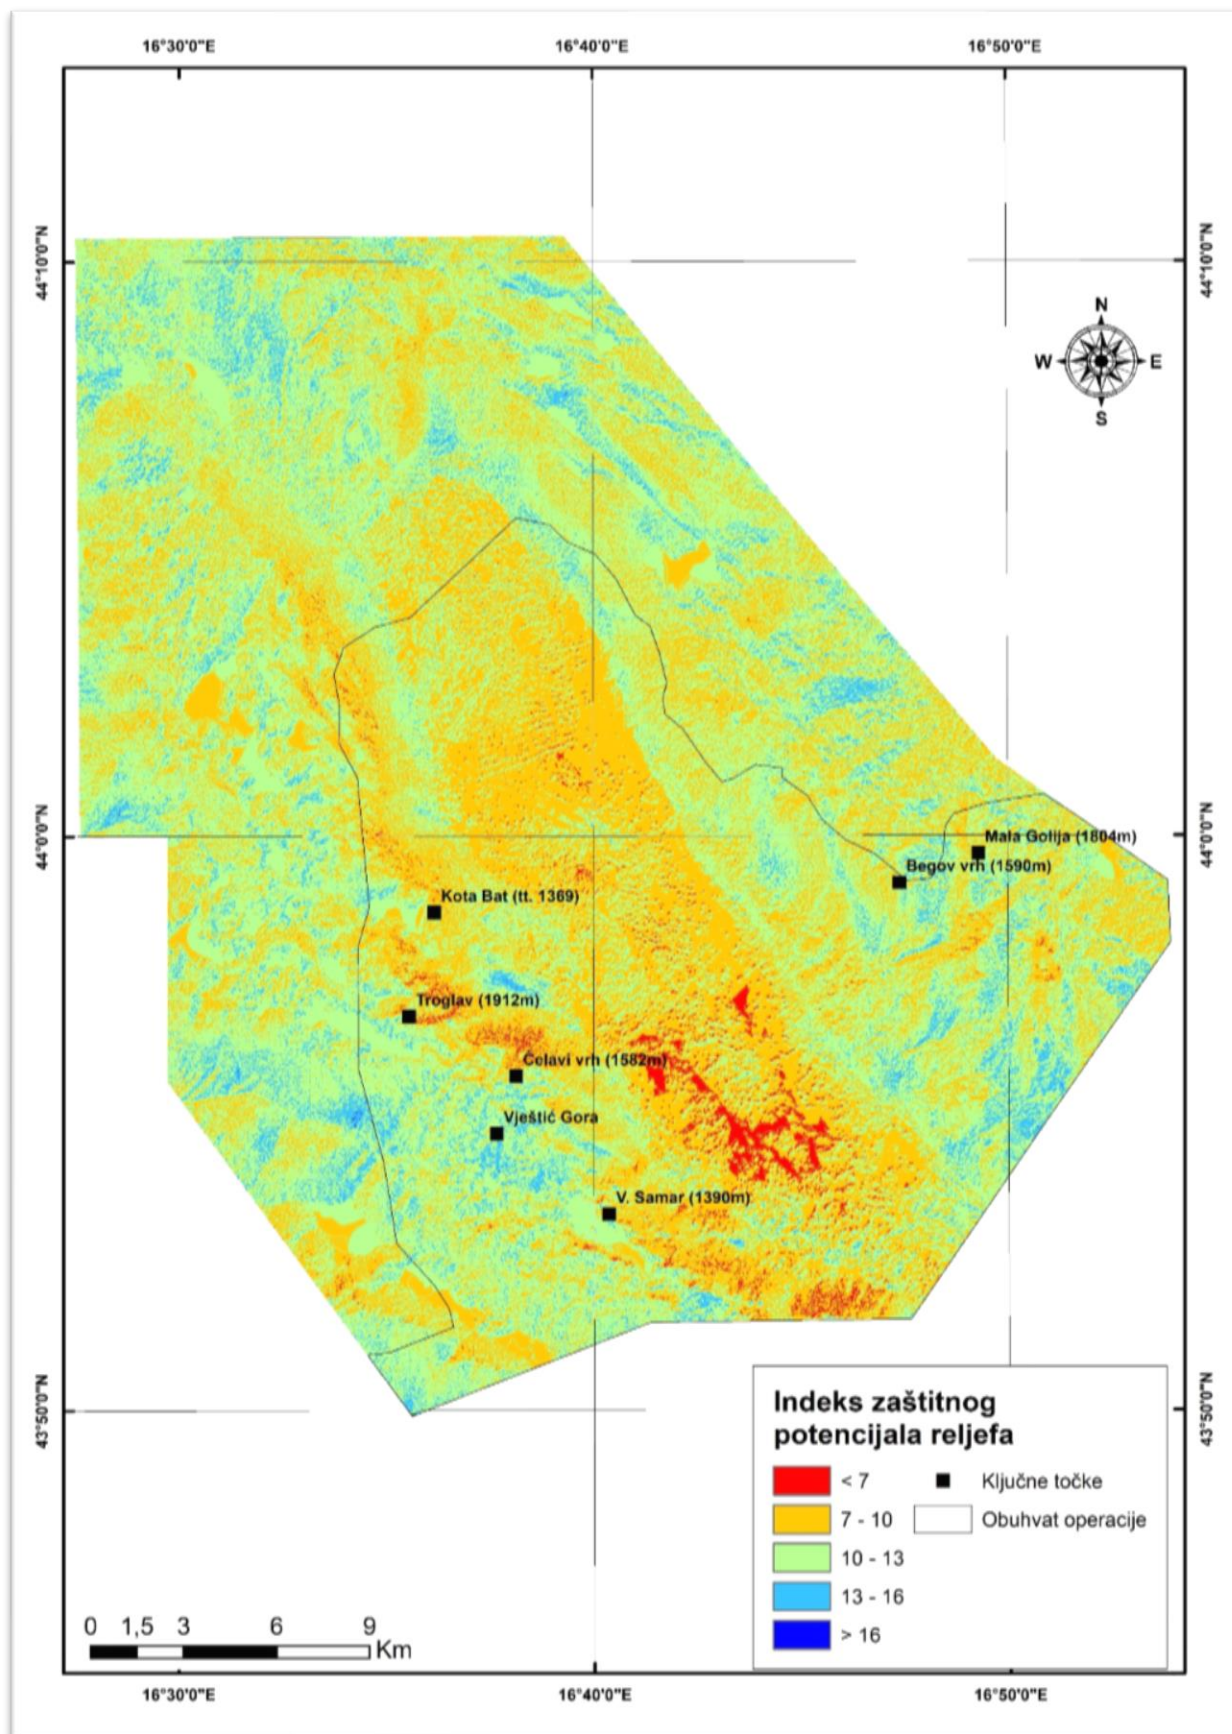 16°30'0"E
16°40'0"E
16°50'0"E
44°10'0"N
44°10'0"N
N
W
E
S
44°0'0"N
44°0'0"N
Mala Golija (1804m)
Begov vrh (1590m)
Kota Bat (tt. 1369)
Troglav (1912m)
Čelavi vrh (1582m)
Vještić Gora
V. Samar (1390m)
43°50'0"N
43°50'0"N
Indeks zaštitnog
potencijala reljefa
< 7
Ključne točke
7 - 10
Obuhvat operacije
10 - 13
13 - 16
> 16
0 1,5 3 6 9
Km
16°30'0"E
16°40'0"E
16°50'0"E